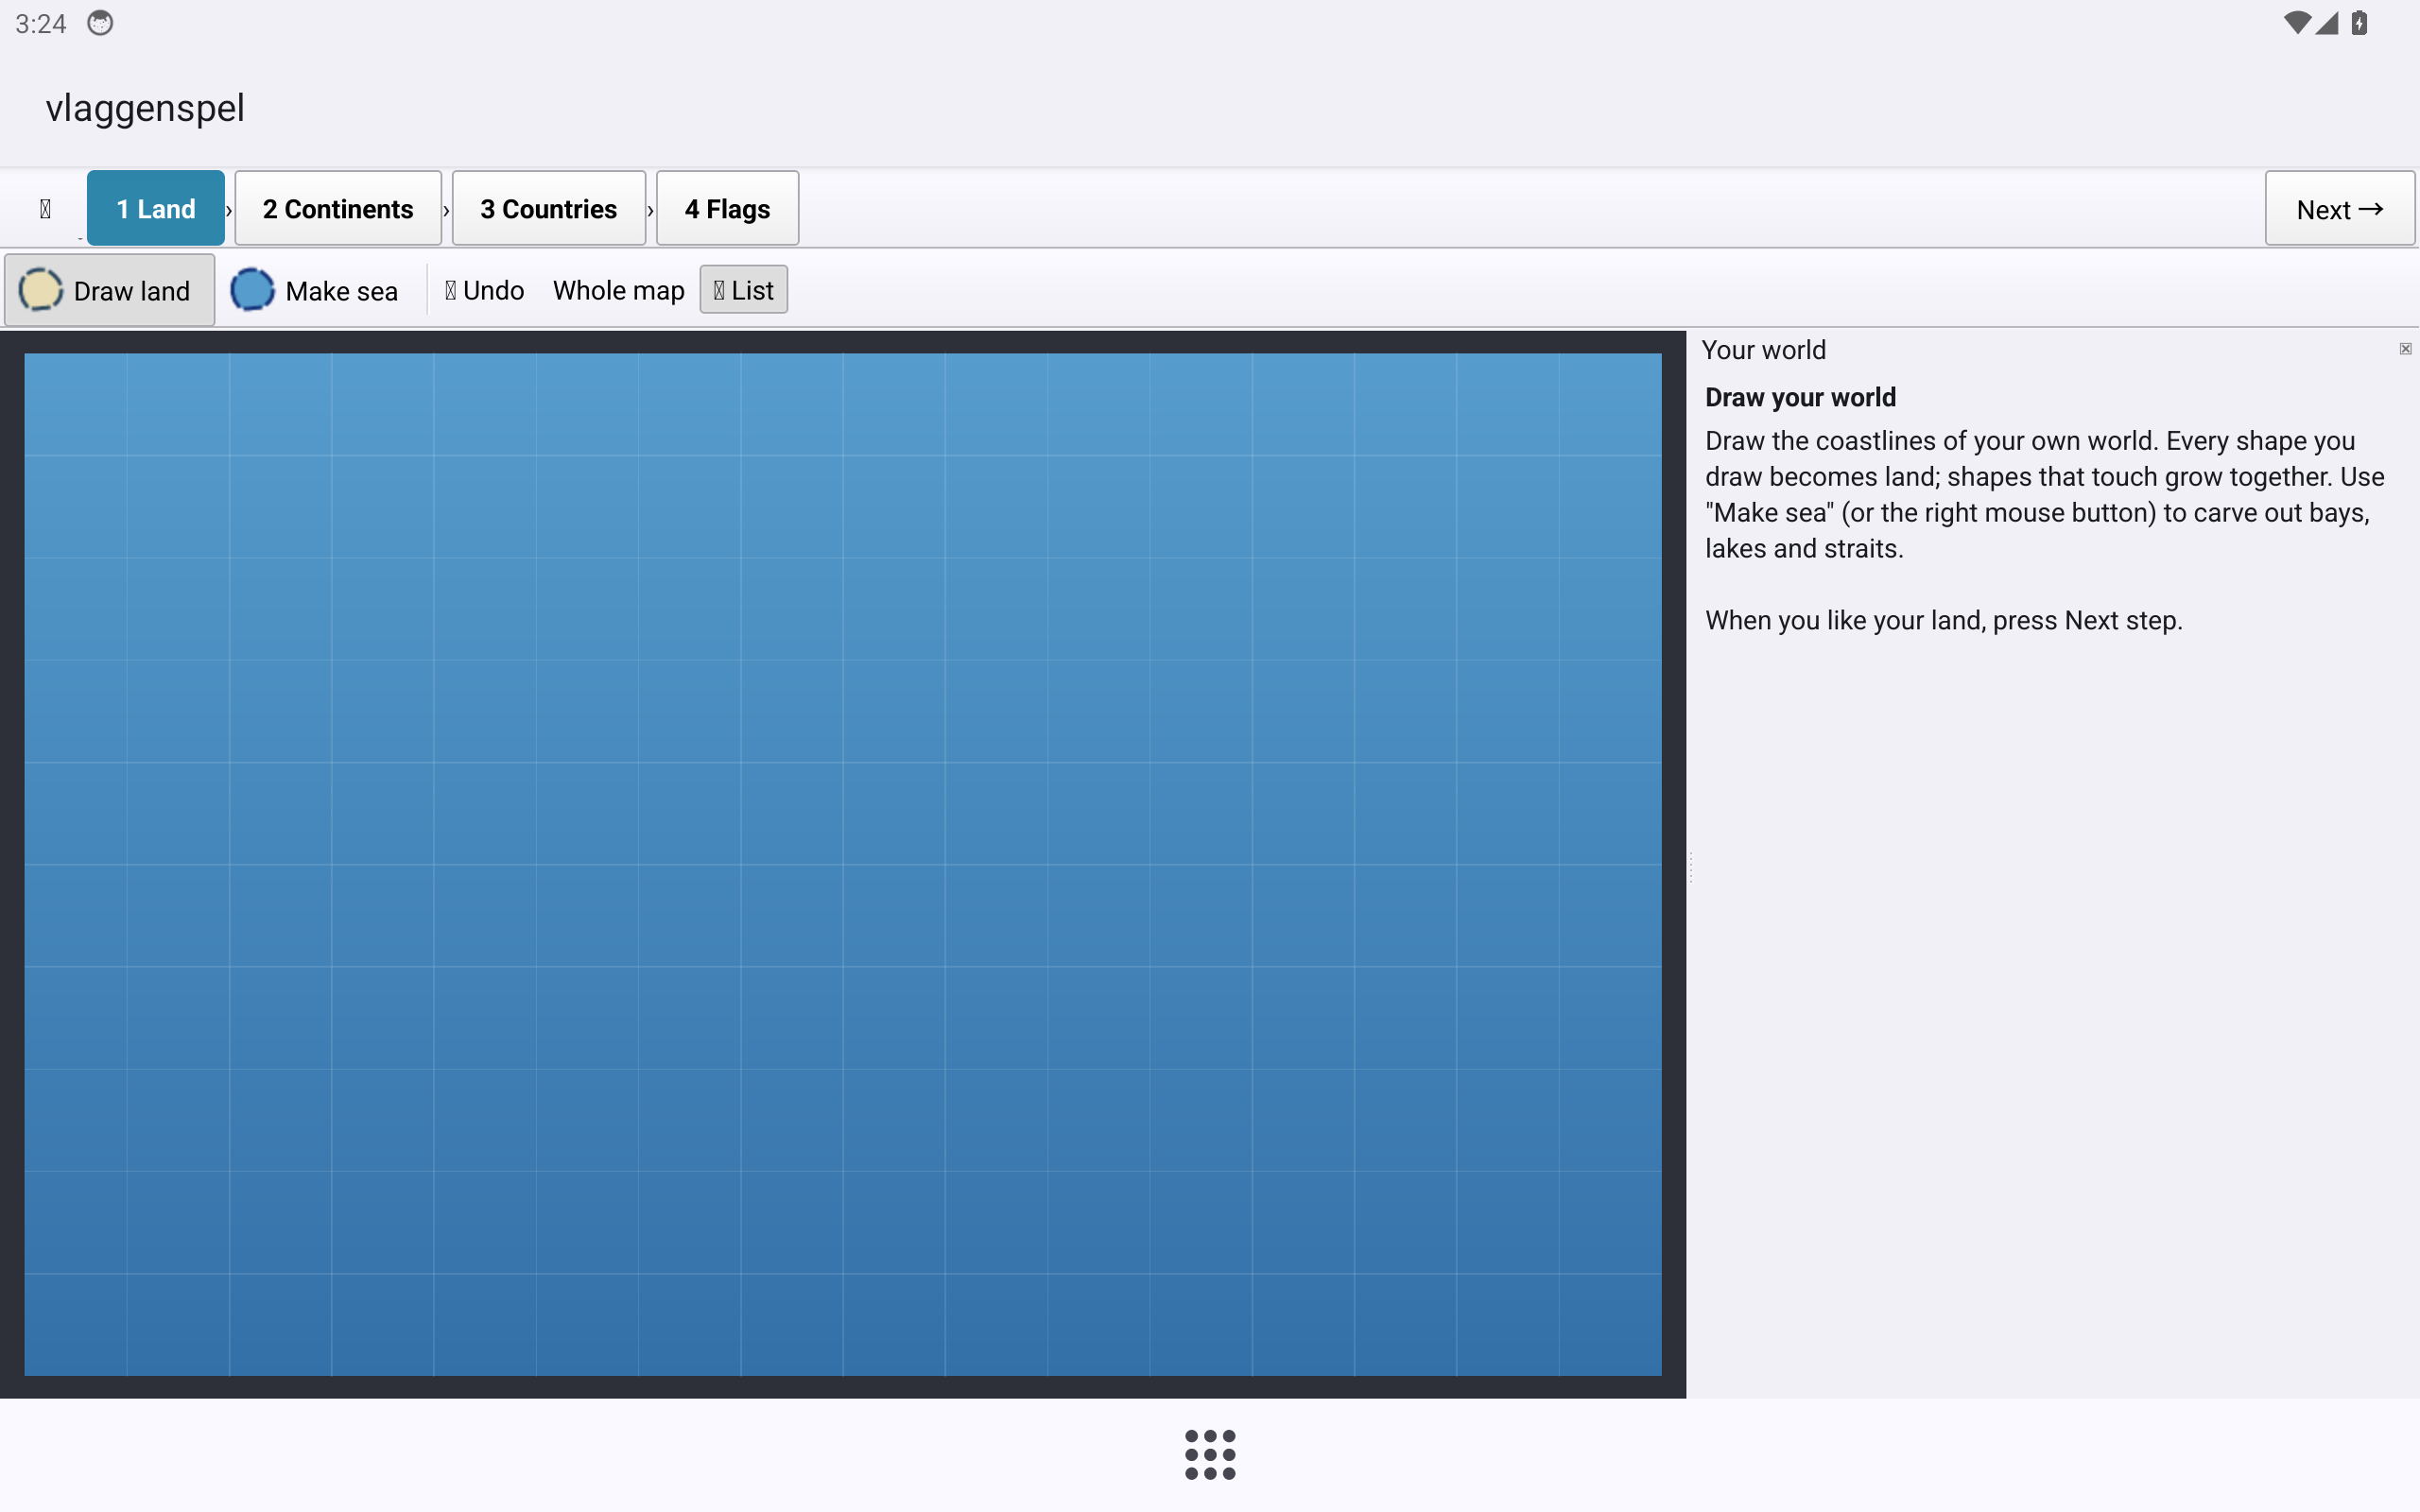 3:24
vlaggenspel
1 Land › 2 Continents › 3 Countries › 4 Flags Next →
Draw land Make sea Undo Whole map List
Your world
Draw your world
Draw the coastlines of your own world. Every shape you
draw becomes land; shapes that touch grow together. Use
"Make sea" (or the right mouse button) to carve out bays,
lakes and straits.
When you like your land, press Next step.